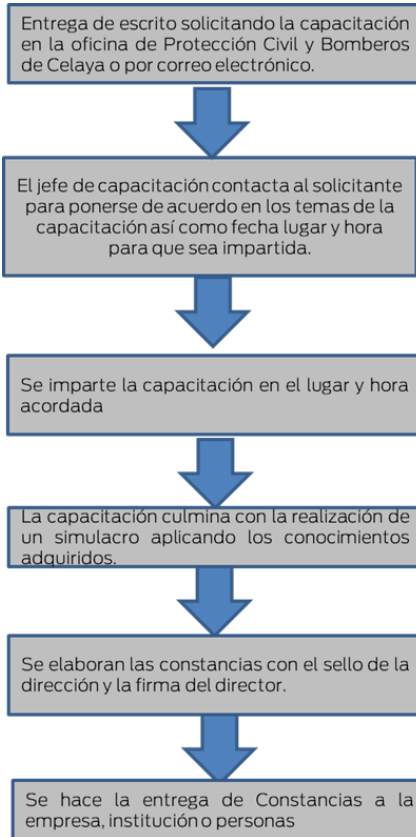 Entrega de escrito solicitando la capacitación
en la oficina de Protección Civil y Bomberos
de Celaya o por correo electrónico.
El jefe de capacitación contacta al solicitante
para ponerse de acuerdo en los temas de la
capacitación así como fecha lugar y hora
para que sea impartida.
Se imparte la capacitación en el lugar y hora
acordada
La capacitación culmina con la realización de
un simulacro aplicando los conocimientos
adquiridos.
Se elaboran las constancias con el sello de la
dirección y la firma del director.
Se hace la entrega de Constancias a la
empresa, institución o personas